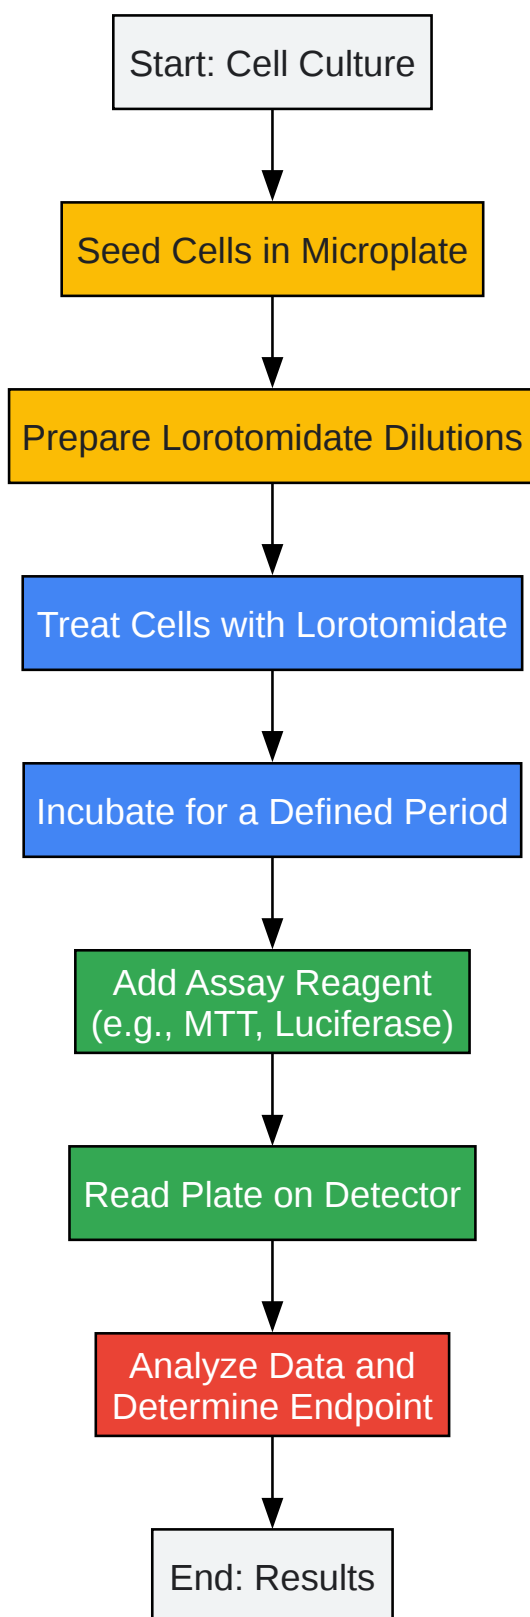 Start: Cell Culture
Seed Cells in Microplate
Prepare Lorotomidate Dilutions
Treat Cells with Lorotomidate
Incubate for a Defined Period
Add Assay Reagent
(e.g., MTT, Luciferase)
Read Plate on Detector
Analyze Data and
Determine Endpoint
End: Results